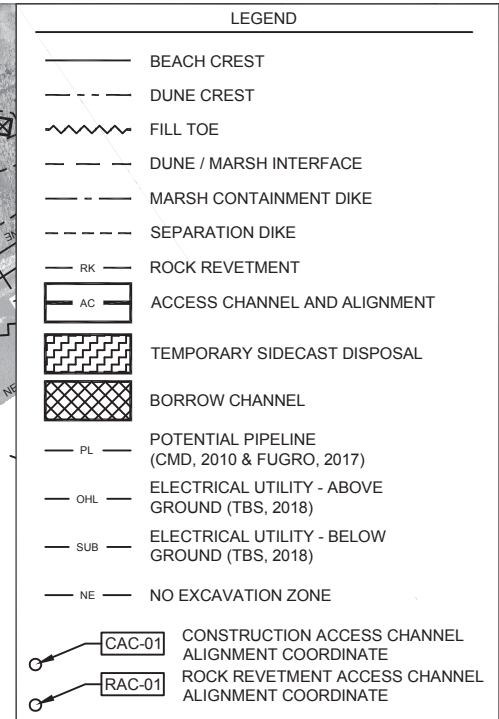 LEGEND
BEACH CREST
DUNE CREST
FILL TOE
DUNE / MARSH INTERFACE
MARSH CONTAINMENT DIKE
SEPARATION DIKE
RK ROCK REVETMENT
AC ACCESS CHANNEL AND ALIGNMENT
TEMPORARY SIDECAST DISPOSAL
BORROW CHANNEL
PL POTENTIAL PIPELINE
(CMD, 2010 & FUGRO, 2017)
OHL ELECTRICAL UTILITY - ABOVE
GROUND (TBS, 2018)
SUB ELECTRICAL UTILITY - BELOW
GROUND (TBS, 2018)
NE NO EXCAVATION ZONE
CAC-01 CONSTRUCTION ACCESS CHANNEL
ALIGNMENT COORDINATE
RAC-01 ROCK REVETMENT ACCESS CHANNEL
ALIGNMENT COORDINATE
NE